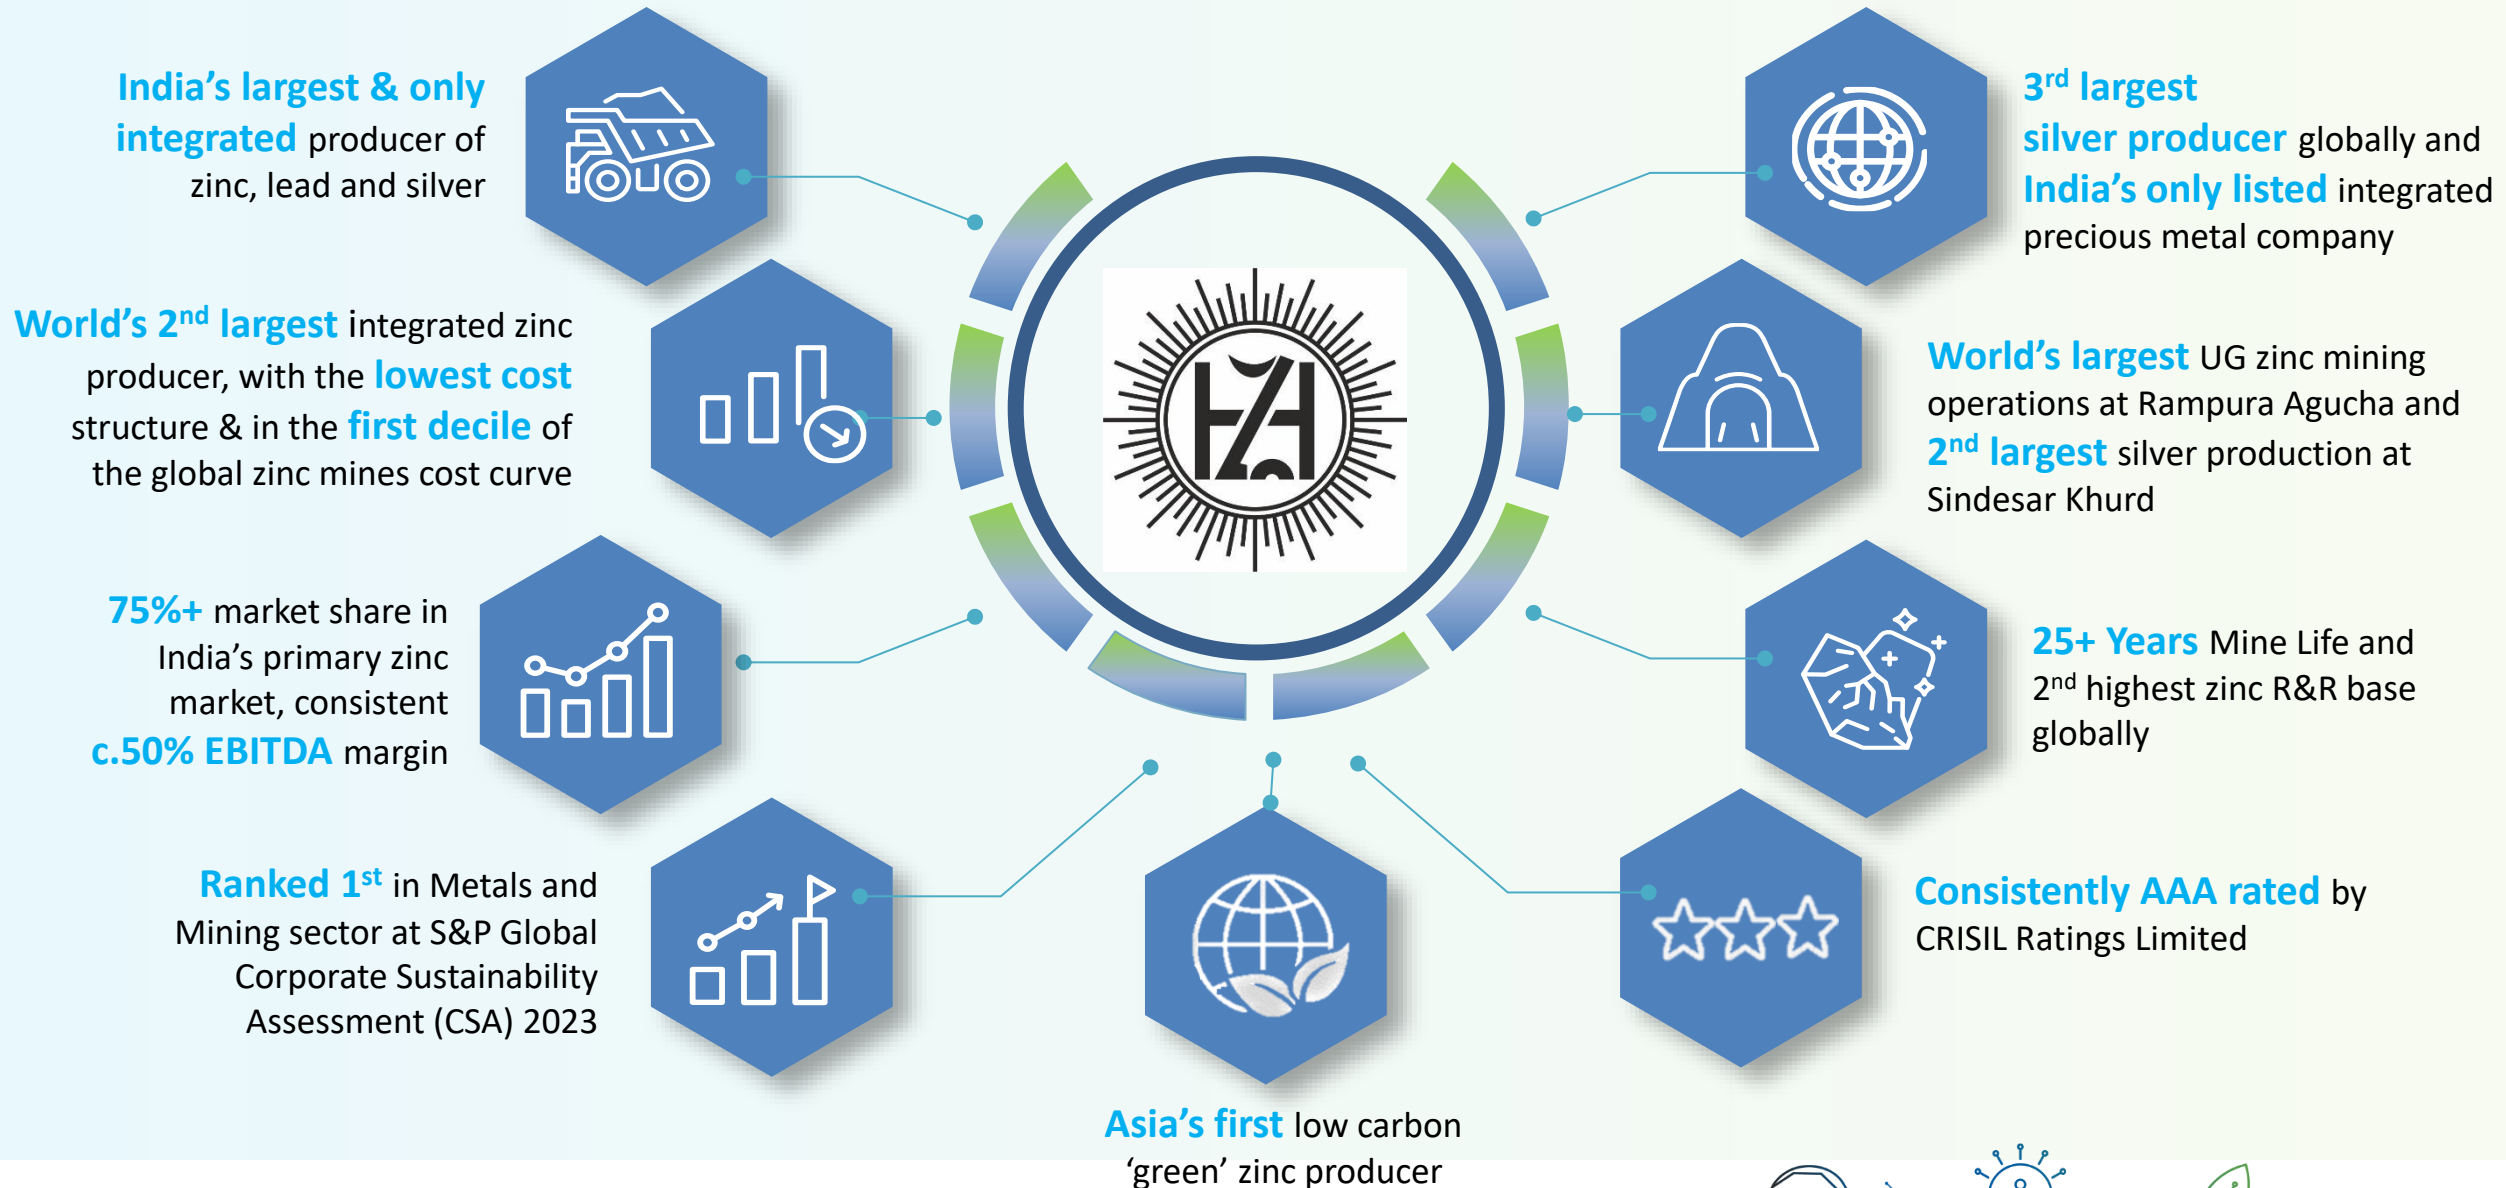 India’s largest & only
integrated producer of
zinc, lead and silver
World’s 2nd largest integrated zinc
producer, with the lowest cost
structure & in the first decile of
the global zinc mines cost curve
75%+ market share in
India’s primary zinc
market, consistent
c.50% EBITDA margin
Ranked 1st in Metals and
Mining sector at S&P Global
Corporate Sustainability
Assessment (CSA) 2023
Asia’s first low carbon
‘green’ zinc producer
3rd largest
silver producer globally and
India’s only listed integrated
precious metal company
World’s largest UG zinc mining
operations at Rampura Agucha and
2nd largest silver production at
Sindesar Khurd
25+ Years Mine Life and
2nd highest zinc R&R base
globally
Consistently AAA rated by
CRISIL Ratings Limited